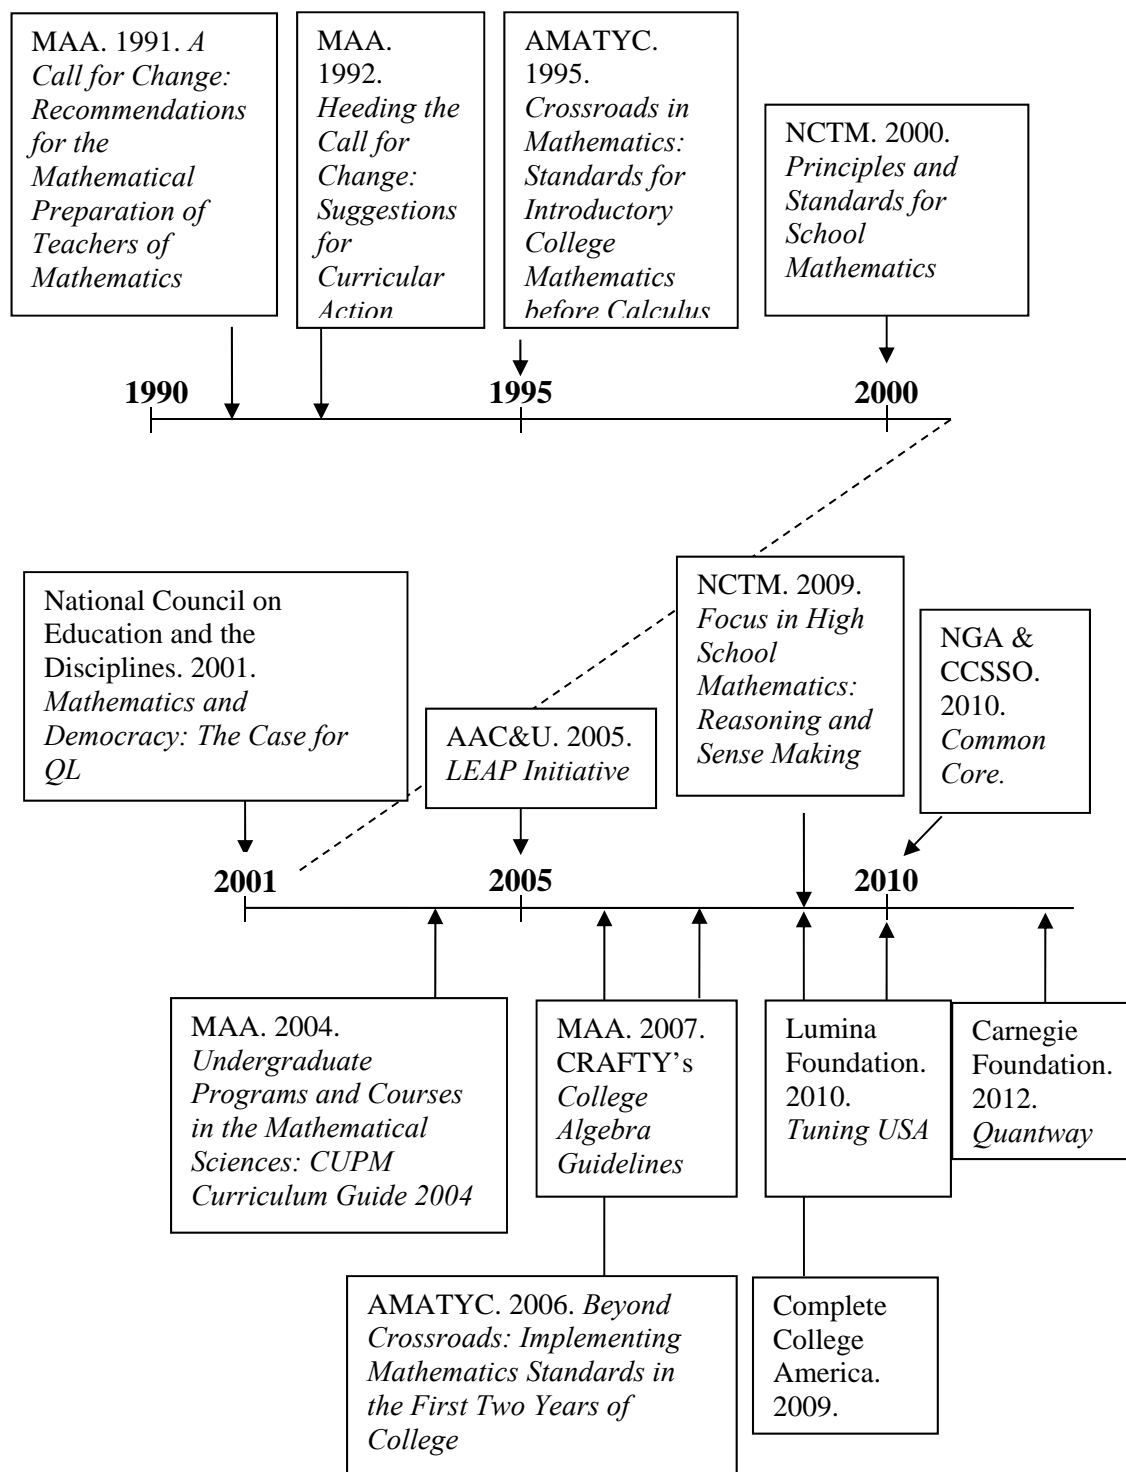 MAA. 1991. A
Call for Change:
Recommendations
for the
Mathematical
Preparation of
Teachers of
Mathematics
MAA.
1992.
Heeding the
Call for
Change:
Suggestions
for
Curricular
Action
AMATYC.
1995.
Crossroads in
Mathematics:
Standards for
Introductory
College
Mathematics
before Calculus
NCTM. 2000.
Principles and
Standards for
School
Mathematics
1990
1995
2000
National Council on
Education and the
Disciplines. 2001.
Mathematics and
Democracy: The Case for
QL
AAC&U. 2005.
LEAP Initiative
NCTM. 2009.
Focus in High
School
Mathematics:
Reasoning and
Sense Making
NGA &
CCSSO.
2010.
Common
Core.
2001
2005
2010
MAA. 2004.
Undergraduate
Programs and Courses
in the Mathematical
Sciences: CUPM
Curriculum Guide 2004
MAA. 2007.
CRAFTY's
College
Algebra
Guidelines
Lumina
Foundation.
2010.
Tuning USA
Carnegie
Foundation.
2012.
Quantway
AMATYC. 2006. Beyond
Crossroads: Implementing
Mathematics Standards in
the First Two Years of
College
Complete
College
America.
2009.